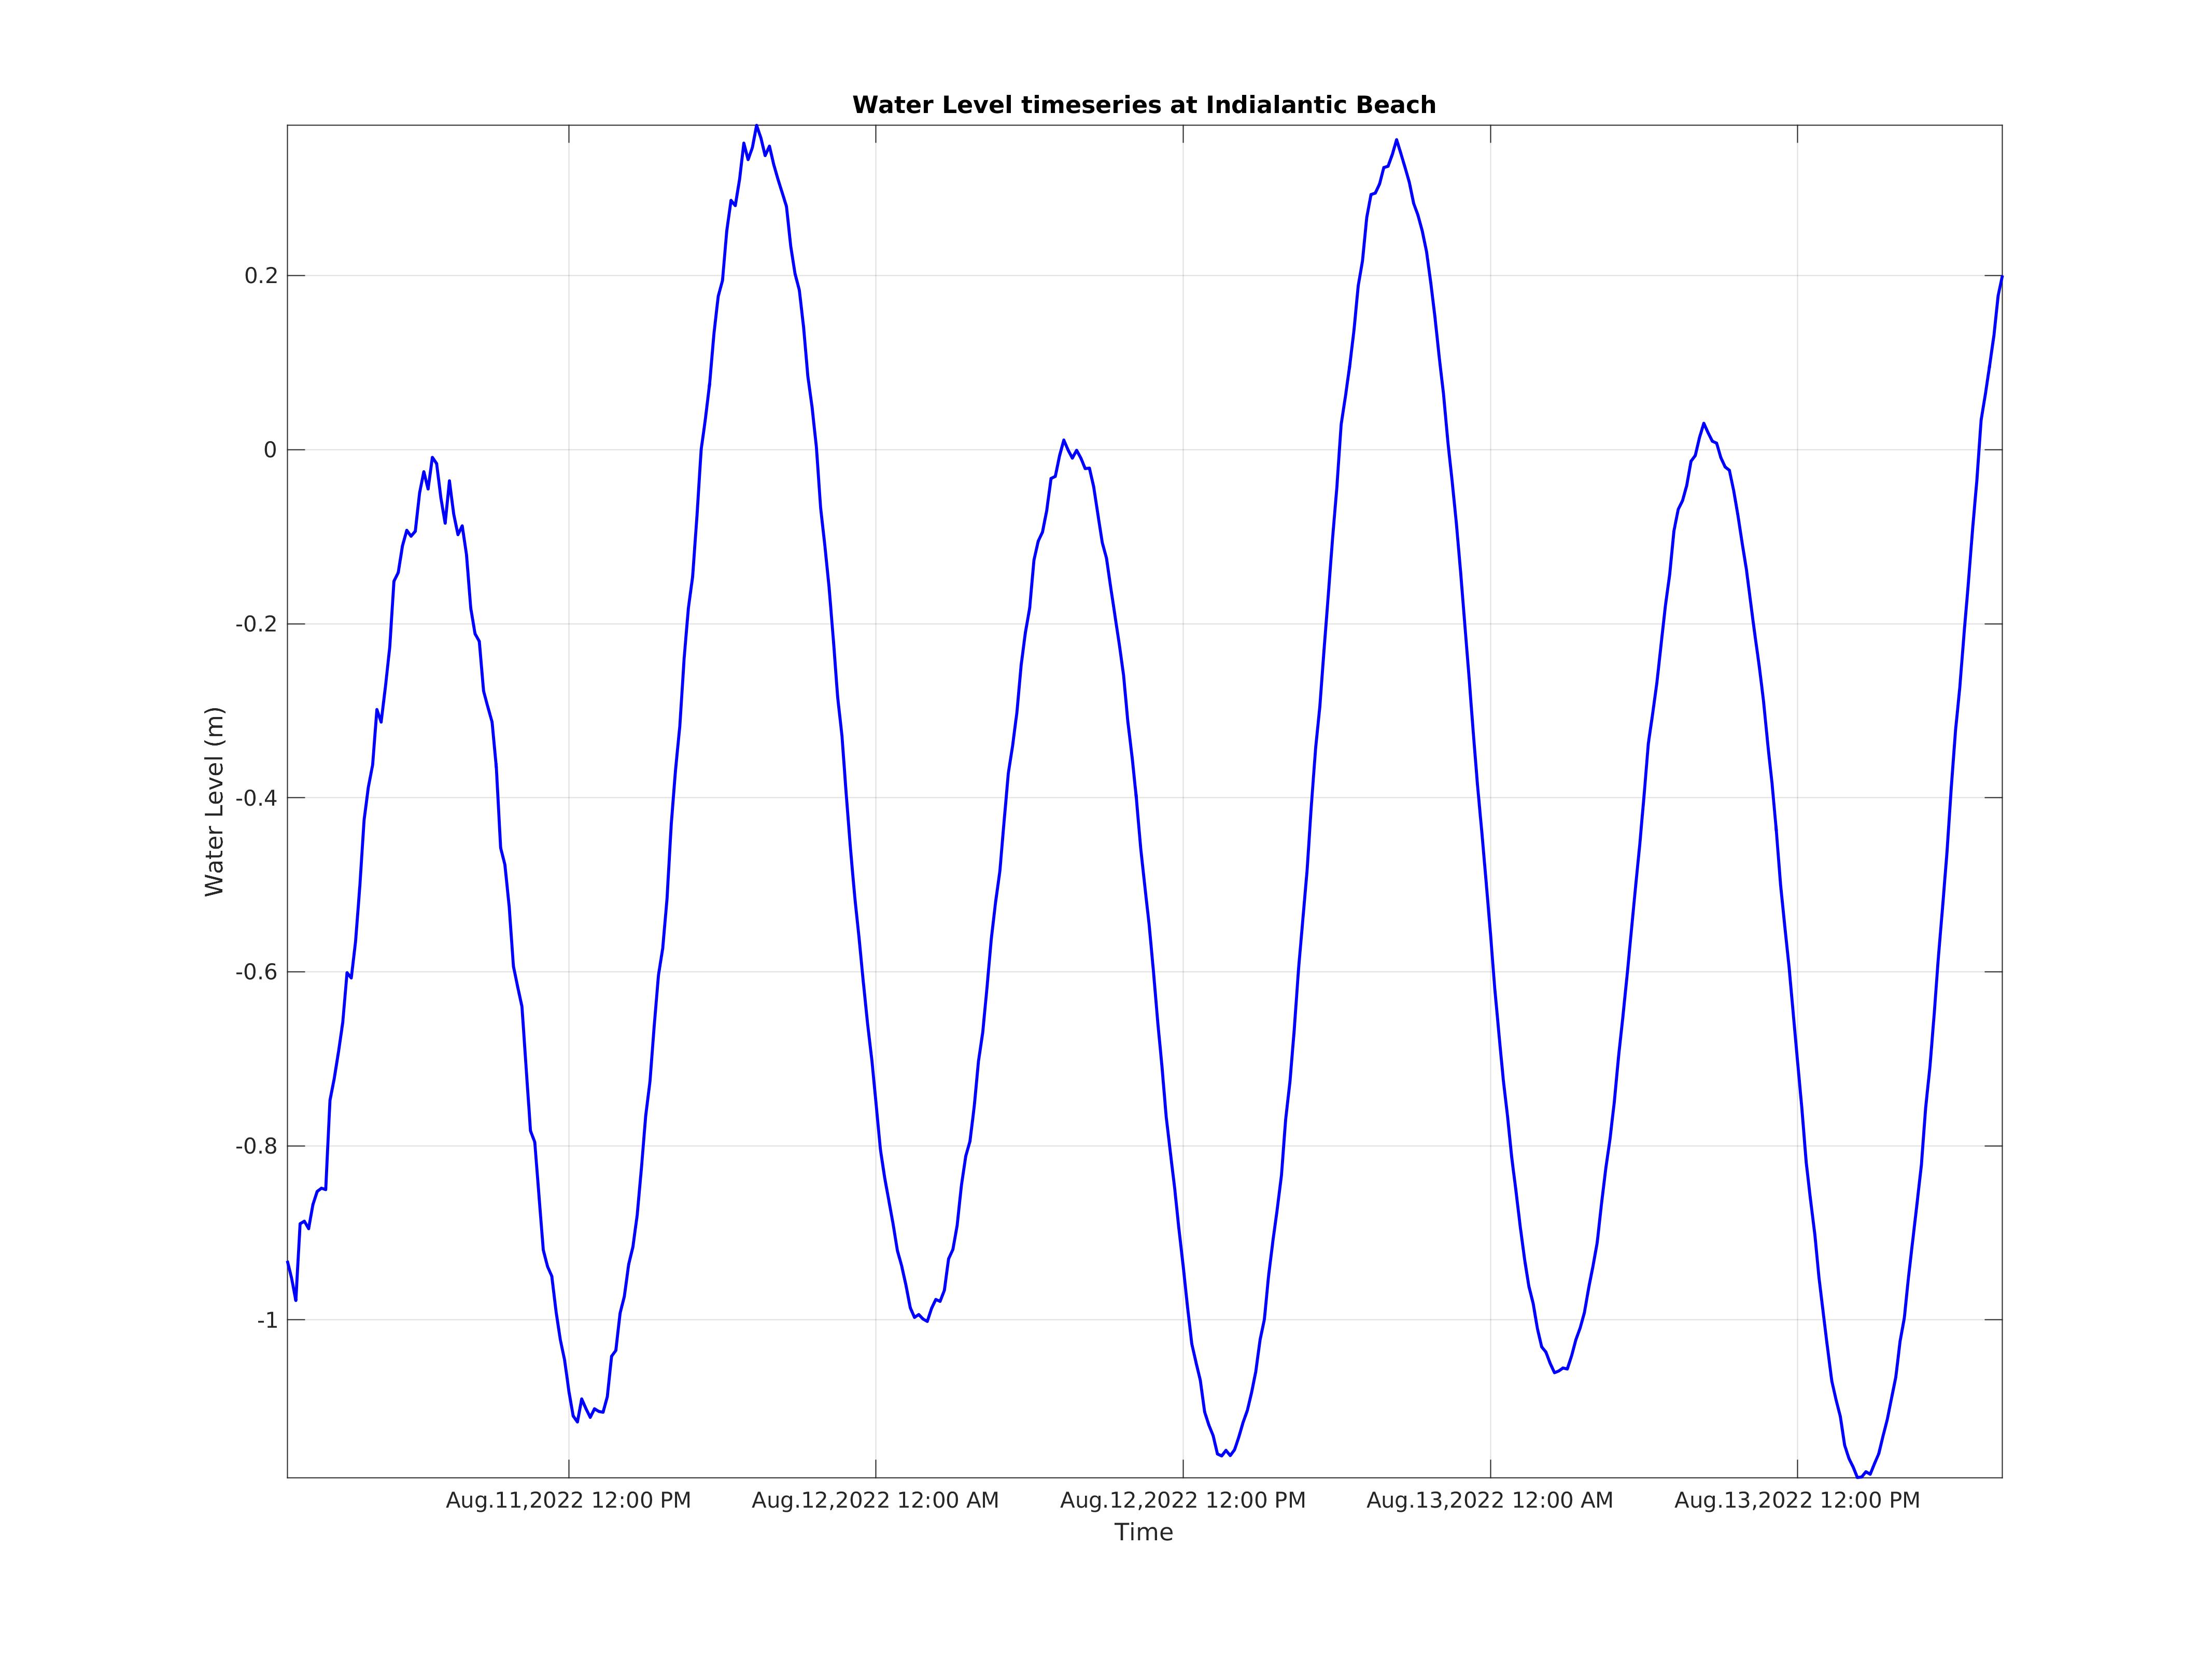 Water Level timeseries at Indialantic Beach
0.2
0
-0.2
-0.4
-0.6
-0.8
-1
Water Level (m)
Aug.11,2022 12:00 PM
Aug.12,2022 12:00 AM
Aug.12,2022 12:00 PM
Aug.13,2022 12:00 AM
Aug.13,2022 12:00 PM
Time